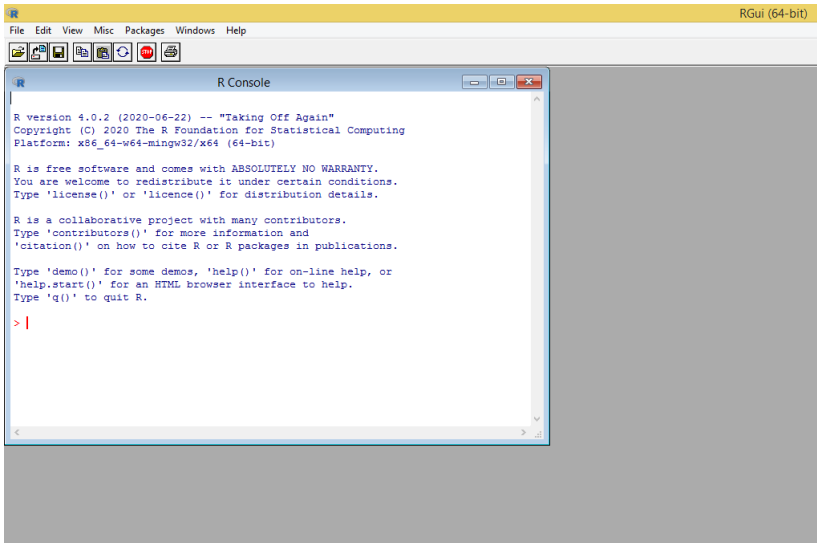 RGui (64-bit)
File Edit View Misc Packages Windows Help
STOP
R Console
R version 4.0.2 (2020-06-22) -- "Taking Off Again"
Copyright (C) 2020 The R Foundation for Statistical Computing
Platform: x86_64-w64-mingw32/x64 (64-bit)
R is free software and comes with ABSOLUTELY NO WARRANTY.
You are welcome to redistribute it under certain conditions.
Type 'license()' or 'licence()' for distribution details.
R is a collaborative project with many contributors.
Type 'contributors()' for more information and
'citation()' on how to cite R or R packages in publications.
Type 'demo()' for some demos, 'help()' for on-line help, or
'help.start()' for an HTML browser interface to help.
Type 'q()' to quit R.
>